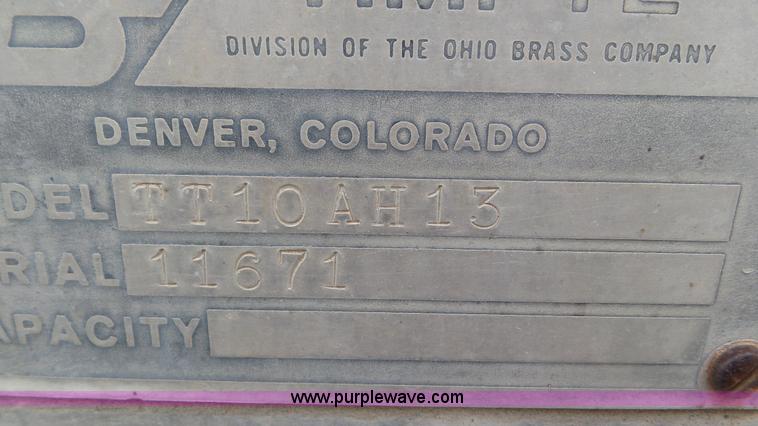 DIVISION OF THE OHIO BRASS COMPANY
DENVER, COLORADO
DEL TT10AH13
RIAL 11671
APACITY
www.purplewave.com